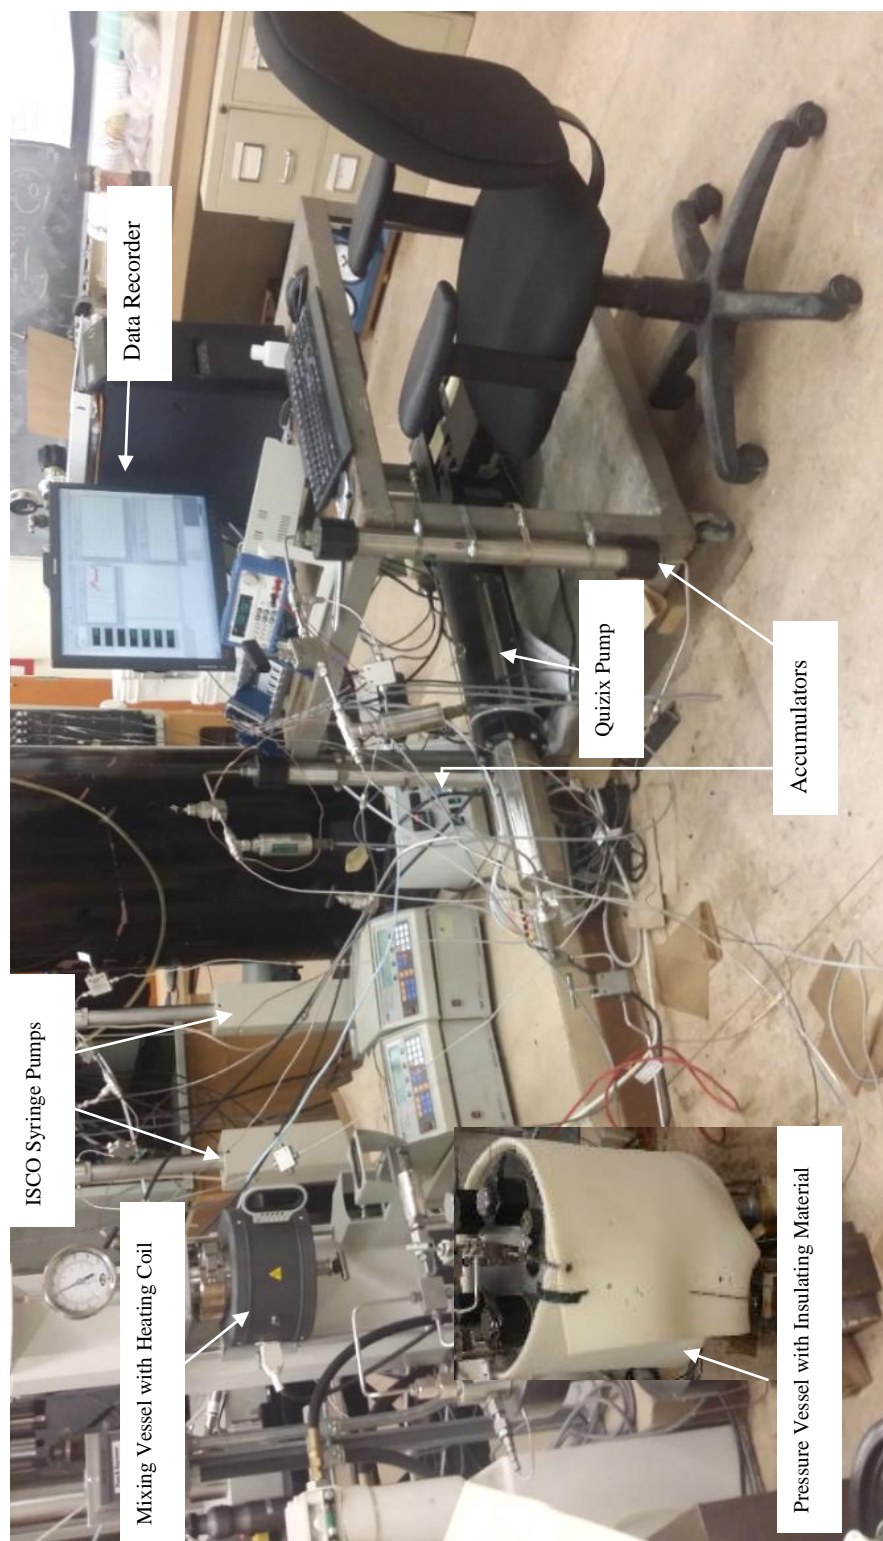 Mixing Vessel with Heating Coil
ISCO Syringe Pumps
Data Recorder
Pressure Vessel with Insulating Material
Accumulators
Quizix Pump